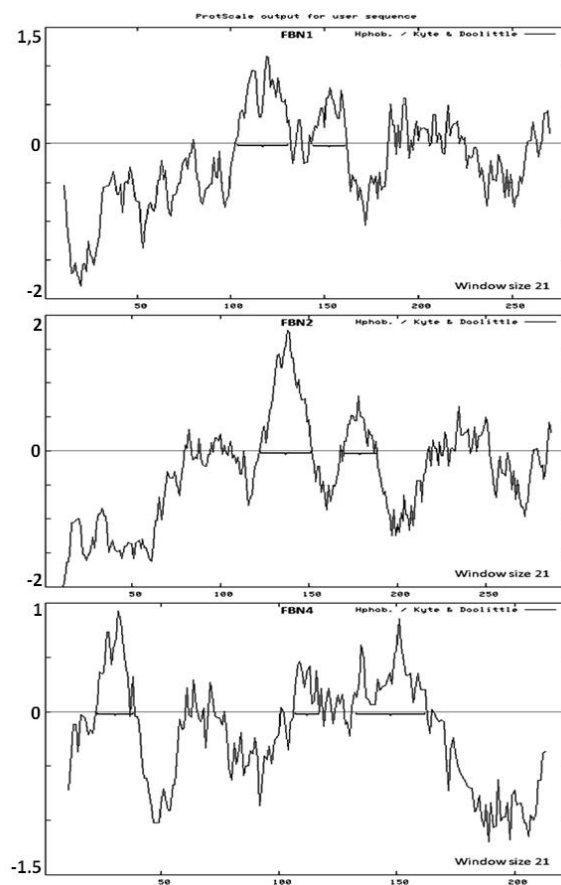 ProtScale output for user sequence
1,5 FBN1 Hphob. / Kyte & Doolittle
0
-2 Window size 21
50 100 150 200 250
2 FBN2 Hphob. / Kyte & Doolittle
0
-2 Window size 21
50 100 150 200 250
1 FBN4 Hphob. / Kyte & Doolittle
0
-1.5 Window size 21
50 100 150 200